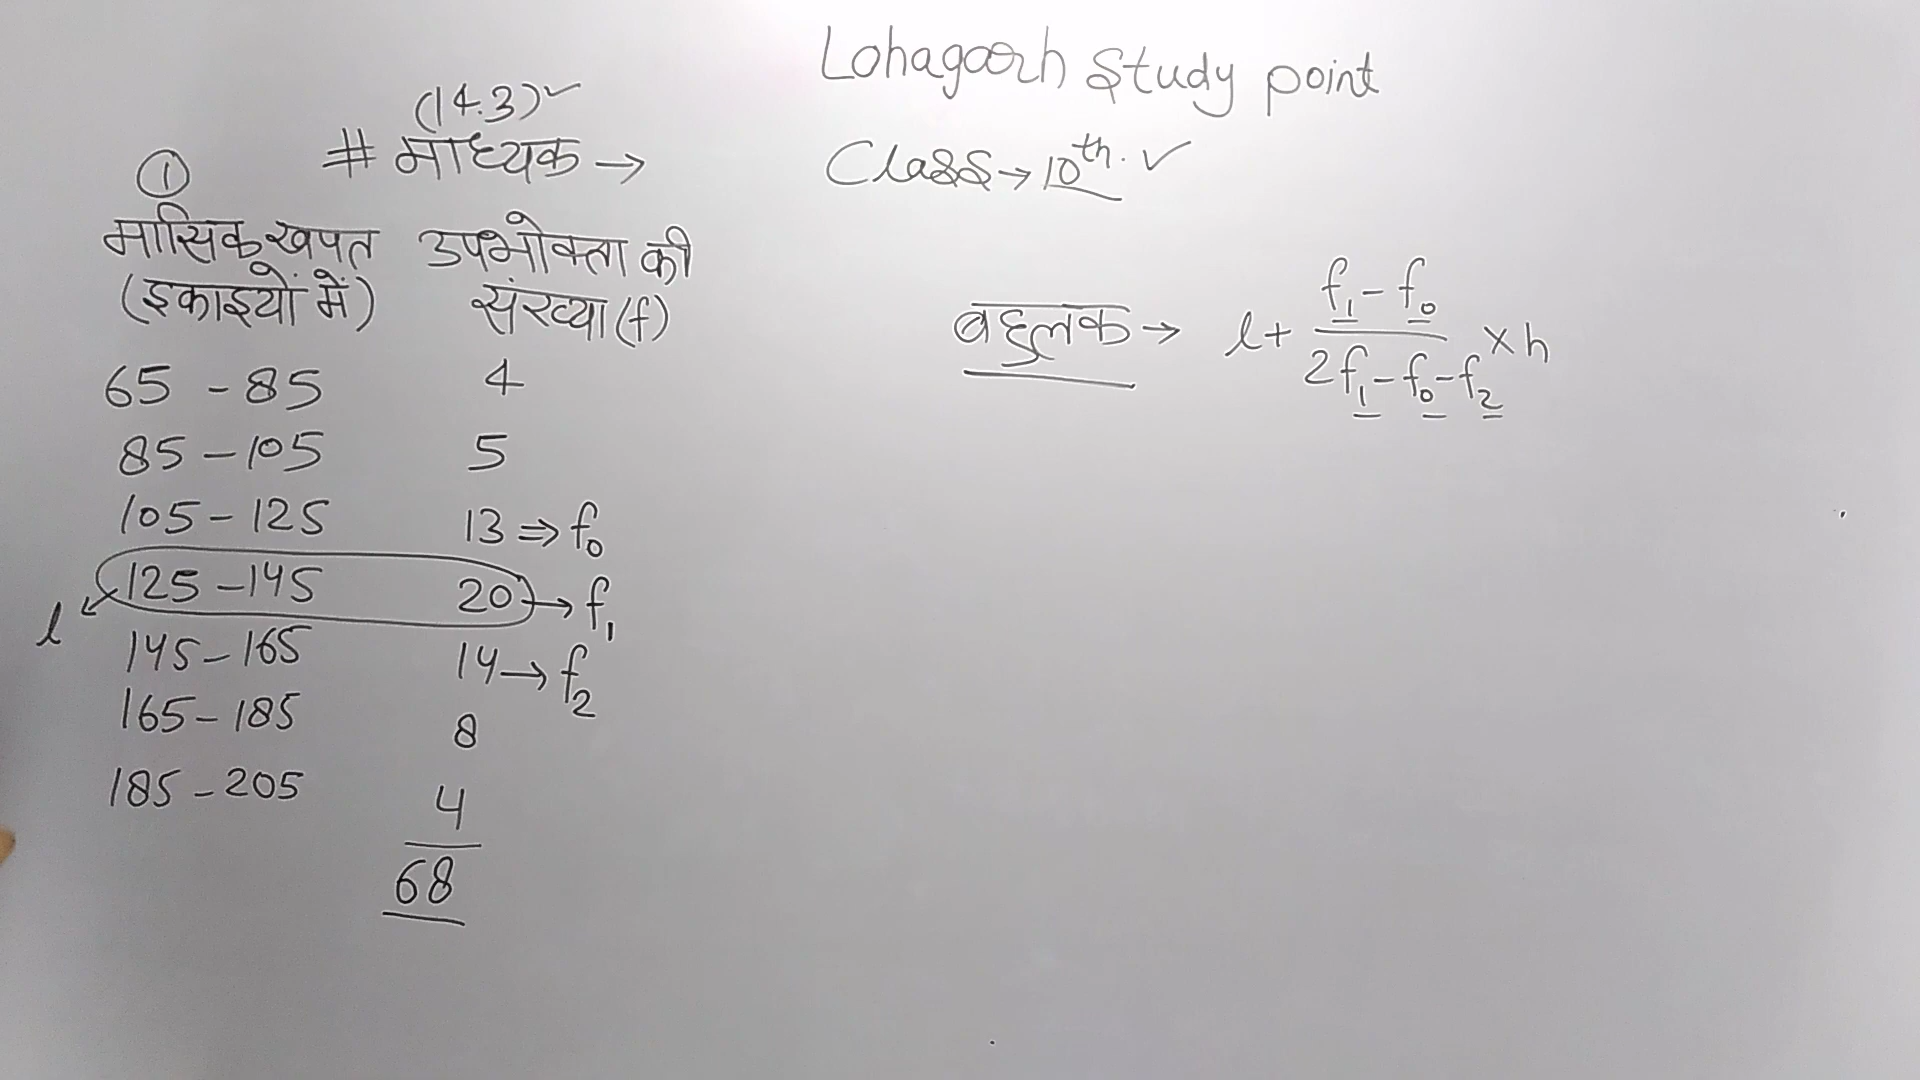 Lohagarh Study point
(14.3)✓
# माध्यक →
Class → 10th. ✓
①
मासिक खपत उपभोक्ता की
(इकाइयों में) संख्या (f)
65 - 85 4
85 - 105 5
105 - 125 13 ⇒ f₀
l 125 - 145 20 → f₁
145 - 165 14 → f₂
165 - 185 8
185 - 205 4
68
बहुलक → l + (f₁ - f₀)/(2f₁ - f₀ - f₂) × h